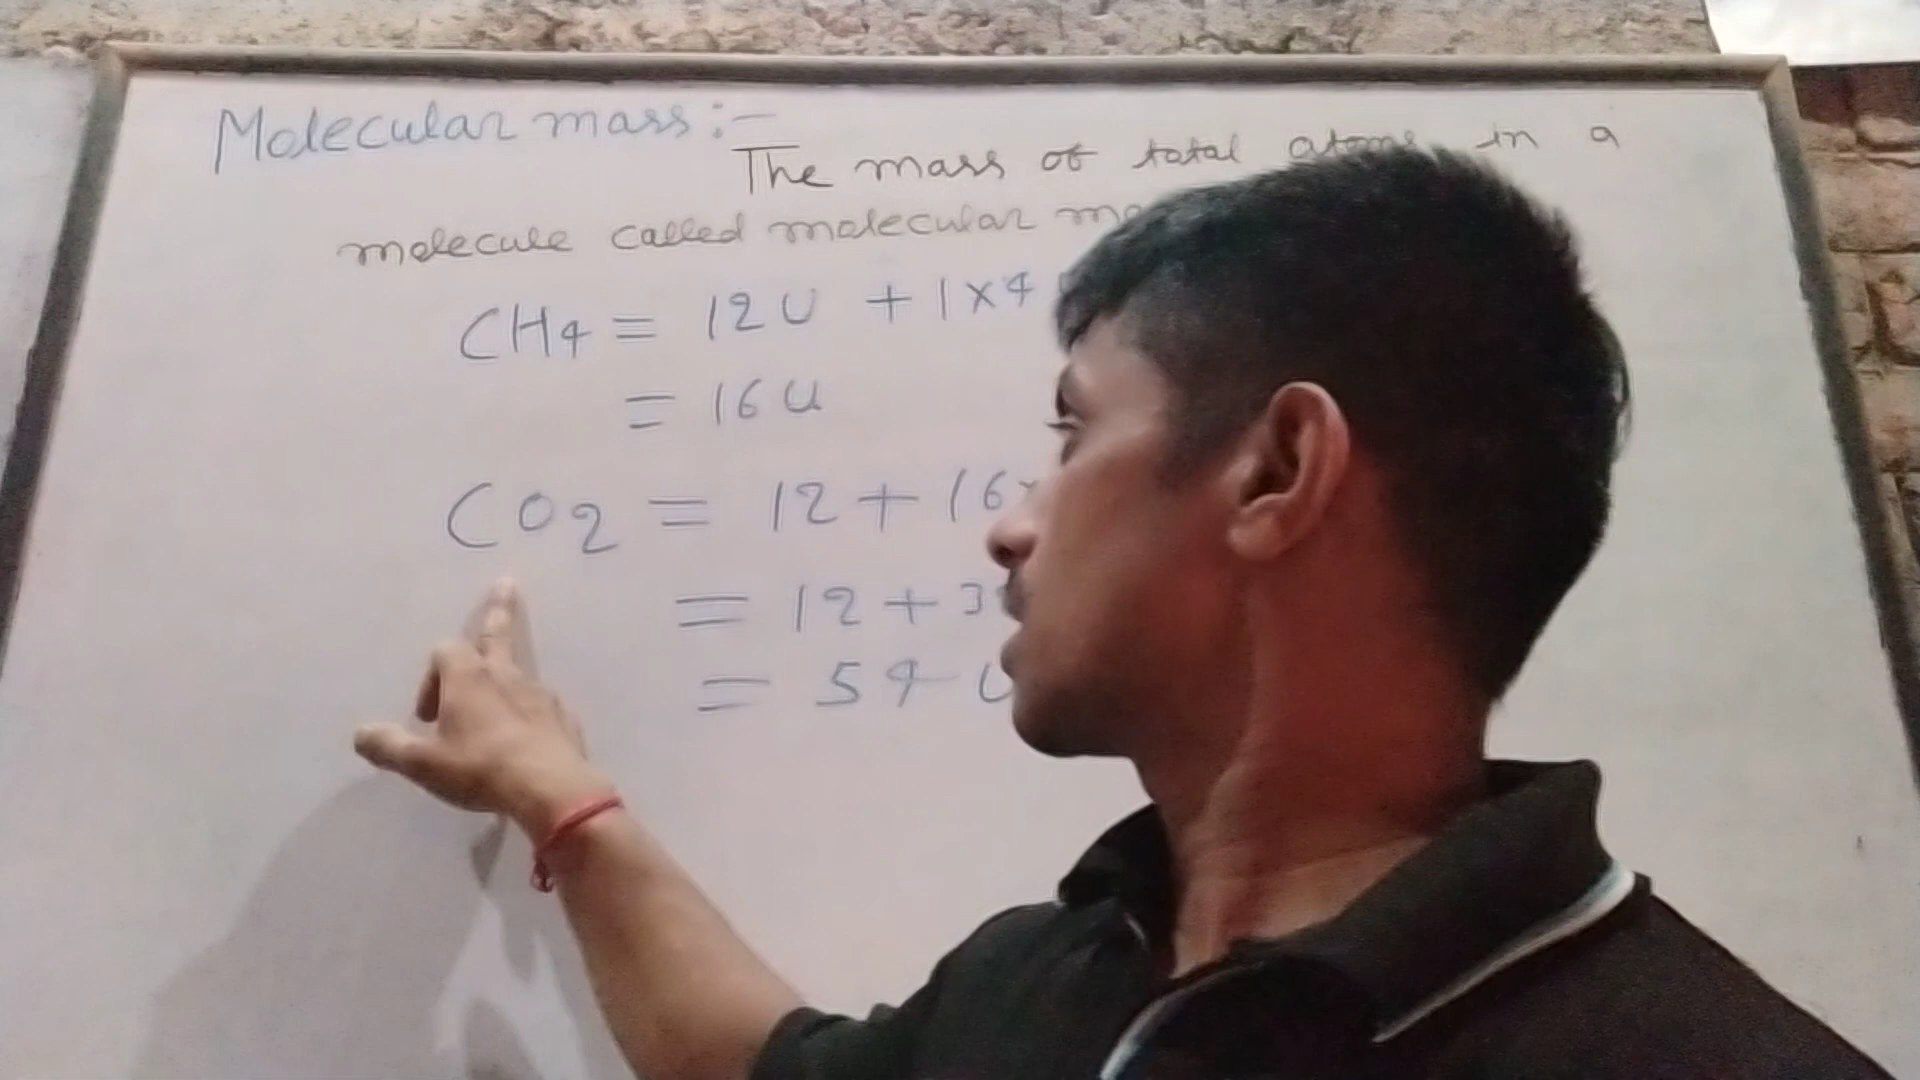 Molecular mass :-
The mass of total atoms in a
molecule called molecular
CH4 = 12U + 1×4
= 16U
CO2 = 12 + 16×
= 12 + 3
= 54 U